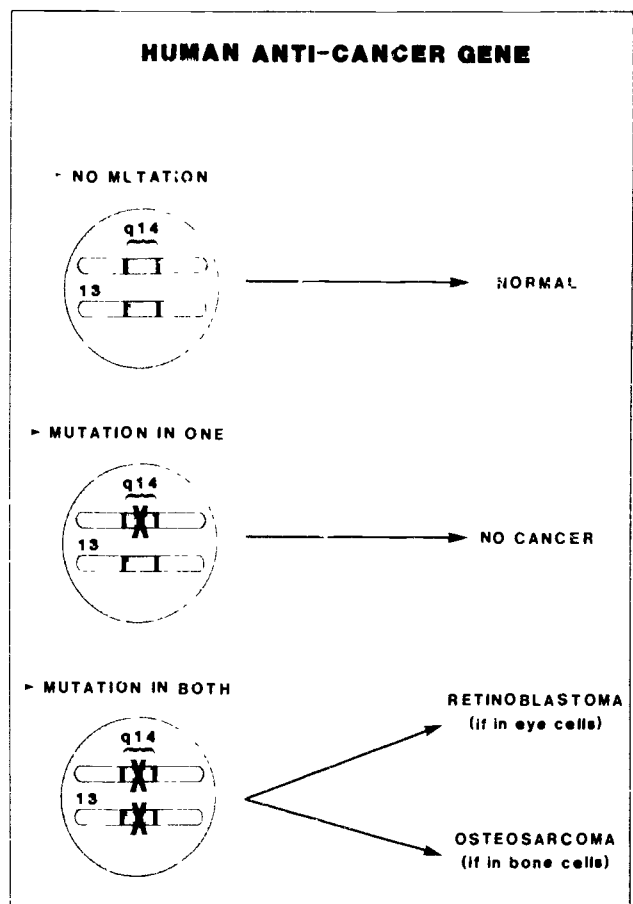 HUMAN ANTI-CANCER GENE
► NO MUTATION
q14
13
NORMAL
► MUTATION IN ONE
q14
13
NO CANCER
► MUTATION IN BOTH
q14
13
RETINOBLASTOMA
(if in eye cells)
OSTEOSARCOMA
(if in bone cells)